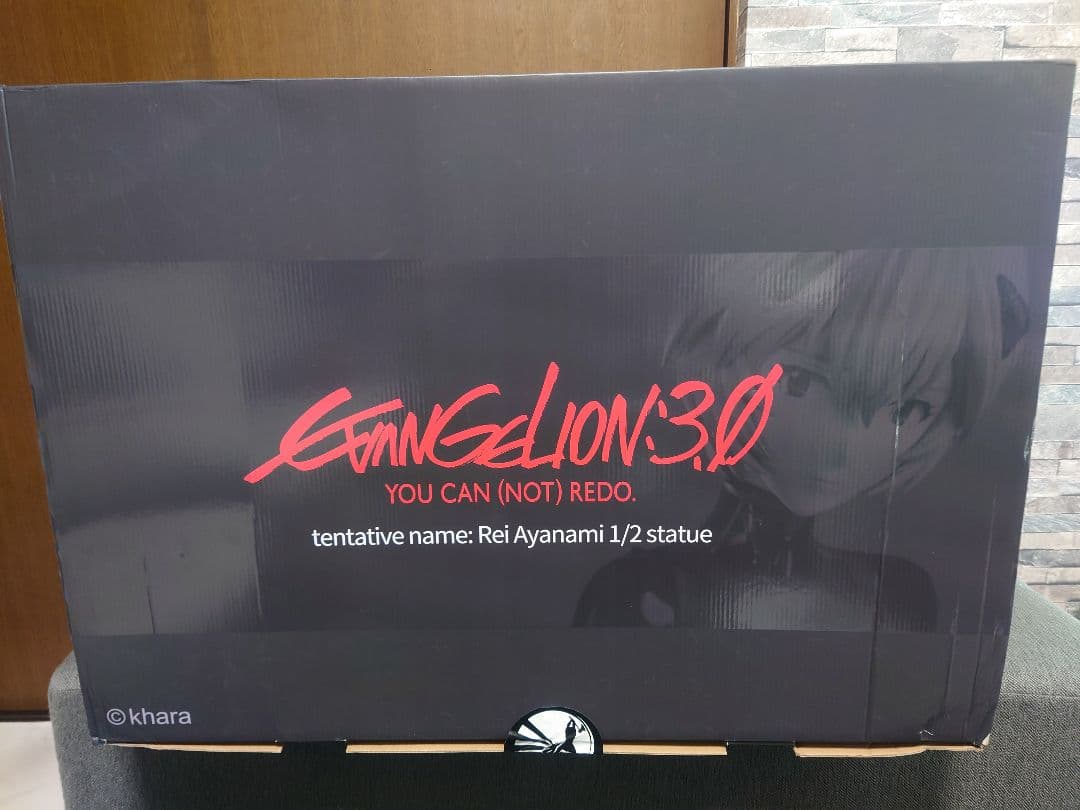 EVANGELION:3.0
YOU CAN (NOT) REDO.
tentative name: Rei Ayanami 1/2 statue
©khara